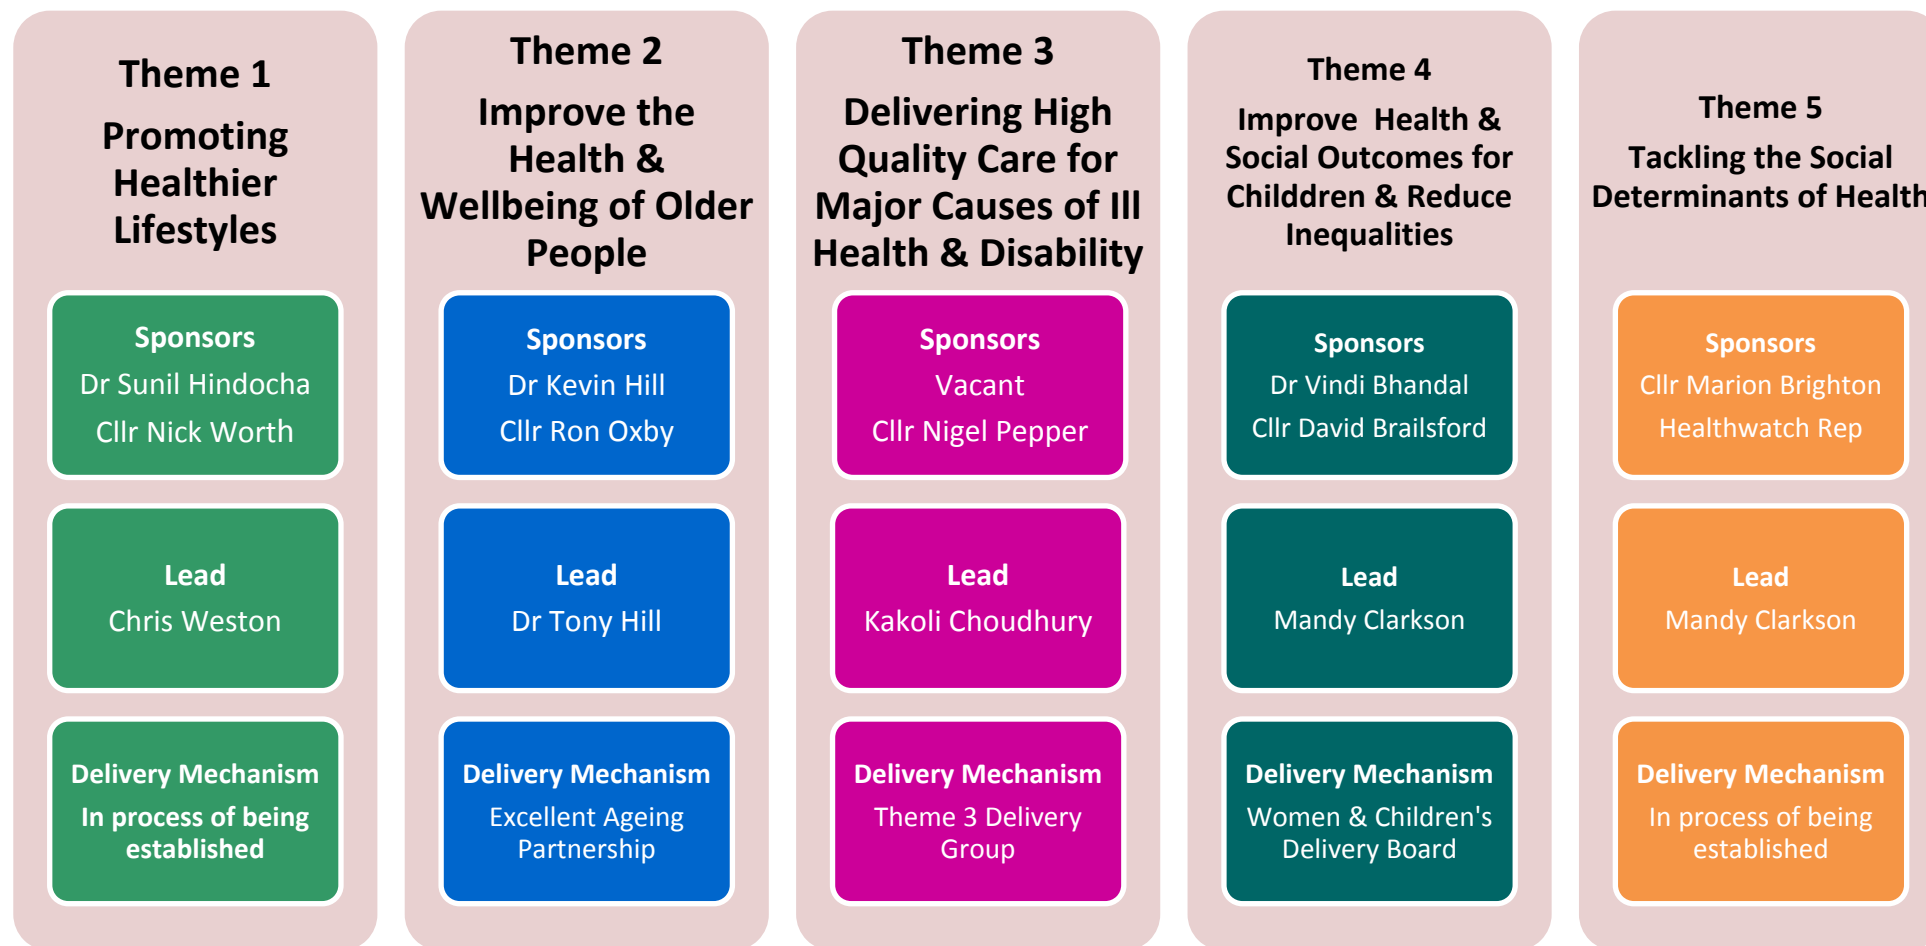 Theme 1
Promoting
Healthier
Lifestyles
Sponsors
Dr Sunil Hindocha
Cllr Nick Worth
Lead
Chris Weston
Delivery Mechanism
In process of being
established
Theme 2
Improve the
Health &
Wellbeing of Older
People
Sponsors
Dr Kevin Hill
Cllr Ron Oxby
Lead
Dr Tony Hill
Delivery Mechanism
Excellent Ageing
Partnership
Theme 3
Delivering High
Quality Care for
Major Causes of Ill
Health & Disability
Sponsors
Vacant
Cllr Nigel Pepper
Lead
Kakoli Choudhury
Delivery Mechanism
Theme 3 Delivery
Group
Theme 4
Improve  Health &
Social Outcomes for
Childdren & Reduce
Inequalities
Sponsors
Dr Vindi Bhandal
Cllr David Brailsford
Lead
Mandy Clarkson
Delivery Mechanism
Women & Children's
Delivery Board
Theme 5
Tackling the Social
Determinants of Health
Sponsors
Cllr Marion Brighton
Healthwatch Rep
Lead
Mandy Clarkson
Delivery Mechanism
In process of being
established